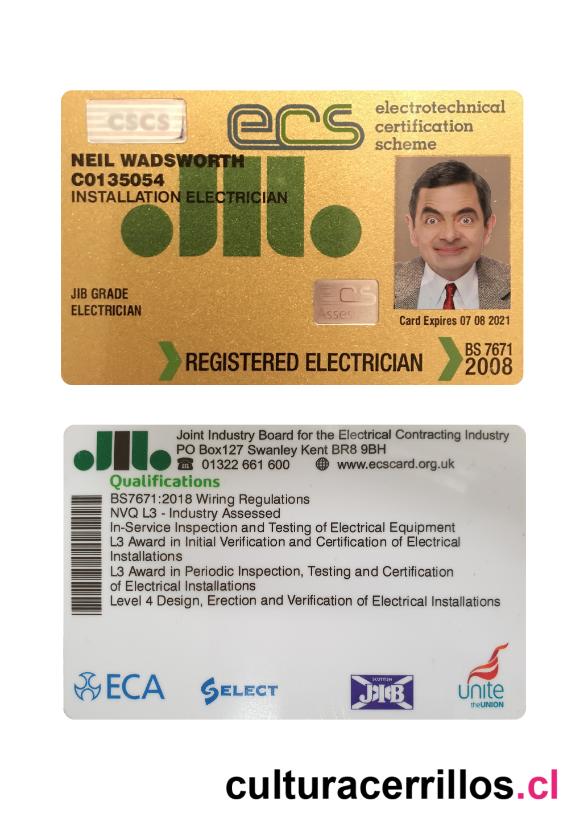 CSCS
ecs
electrotechnical
certification
scheme
NEIL WADSWORTH
C0135054
INSTALLATION ELECTRICIAN
JIB
JIB GRADE
ELECTRICIAN
ecs
Card Expires 07 08 2021
REGISTERED ELECTRICIAN
BS 7671
2008
JIB
Joint Industry Board for the Electrical Contracting Industry
PO Box127 Swanley Kent BR8 9BH
01322 661 600 www.ecscard.org.uk
Qualifications
BS7671:2018 Wiring Regulations
NVQ L3 - Industry Assessed
In-Service Inspection and Testing of Electrical Equipment
L3 Award in Initial Verification and Certification of Electrical
Installations
L3 Award in Periodic Inspection, Testing and Certification
of Electrical Installations
Level 4 Design, Erection and Verification of Electrical Installations
ECA
SELECT
SCOTTISH
JIB
unite
theUNION
culturacerrillos.cl